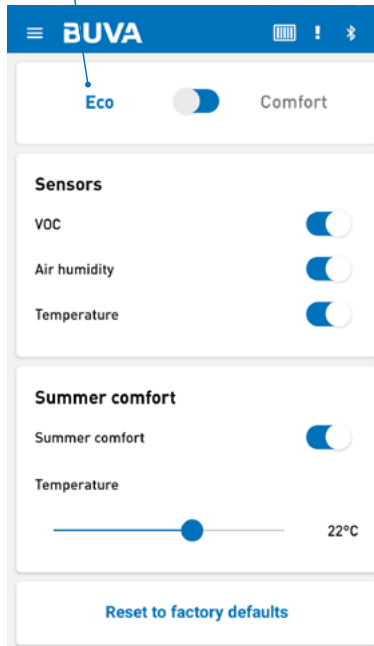 BUVA
Eco Comfort
Sensors
VOC
Air humidity
Temperature
Summer comfort
Summer comfort
Temperature
22°C
Reset to factory defaults